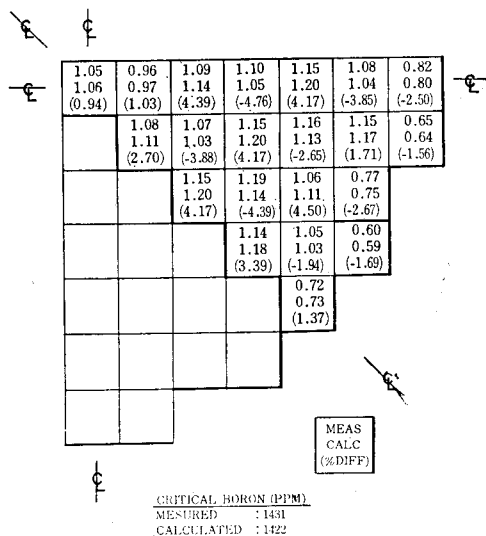 ℄ ℄
1.05 0.96 1.09 1.10 1.15 1.08 0.82
1.06 0.97 1.14 1.05 1.20 1.04 0.80
(0.94) (1.03) (4.39) (-4.76) (4.17) (-3.85) (-2.50)
℄ ℄
1.08 1.07 1.15 1.16 1.15 0.65
1.11 1.03 1.20 1.13 1.17 0.64
(2.70) (-3.88) (4.17) (-2.65) (1.71) (-1.56)
1.15 1.19 1.06 0.77
1.20 1.14 1.11 0.75
(4.17) (-4.39) (4.50) (-2.67)
1.14 1.05 0.60
1.18 1.03 0.59
(3.39) (-1.94) (-1.69)
0.72
0.73
(1.37)
℄
MEAS
CALC
(%DIFF)
℄
CRITICAL BORON (PPM)
MESURED : 1431
CALCULATED : 1422